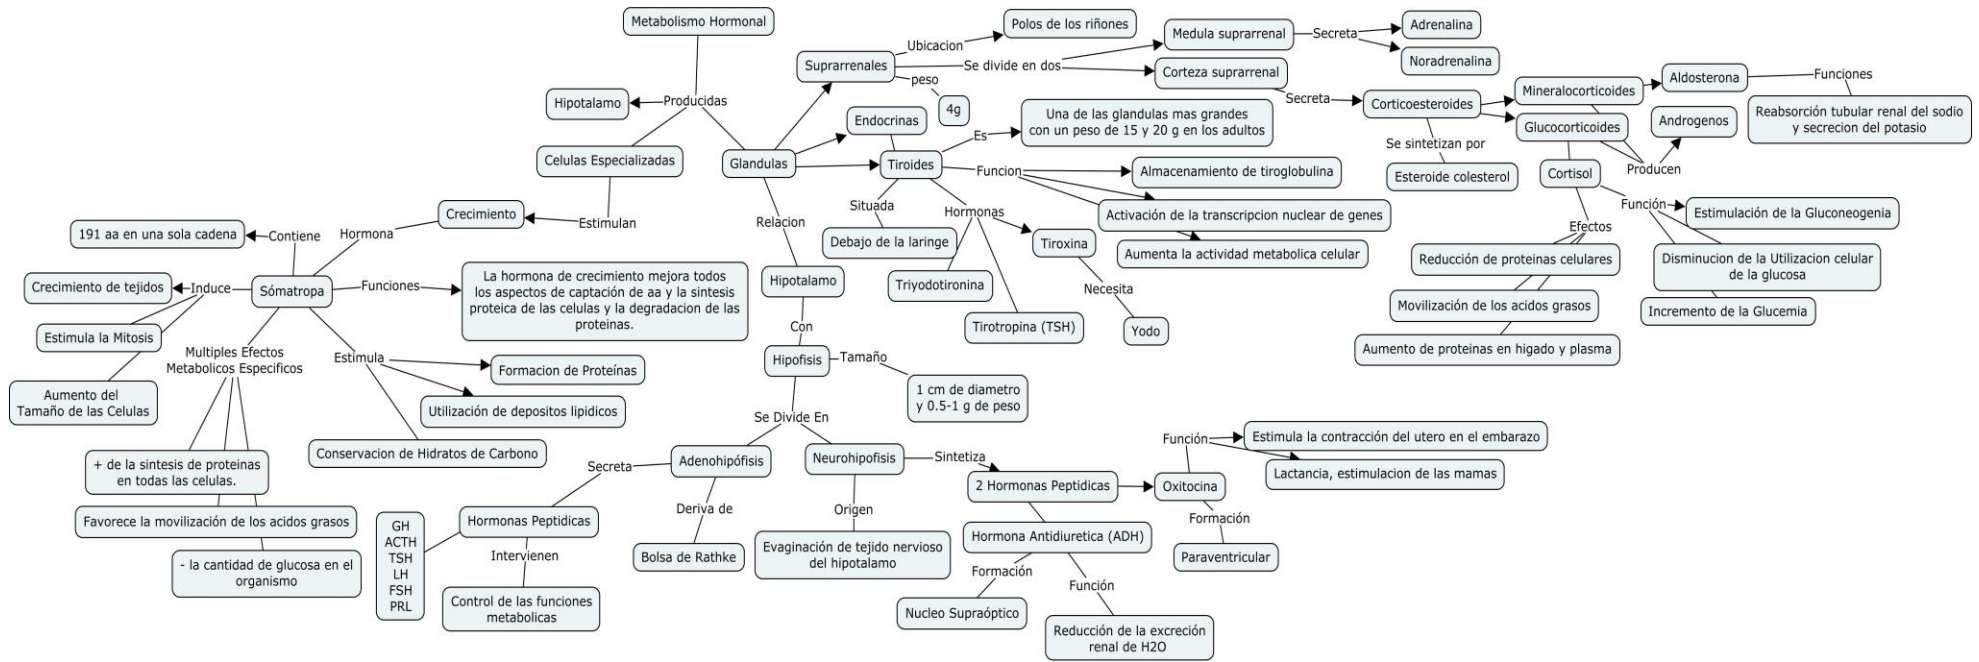 Metabolismo Hormonal
Producidas
Hipotalamo
Celulas Especializadas
Estimulan
Crecimiento
Hormona
Sómatropa
Contiene
191 aa en una sola cadena
Induce
Crecimiento de tejidos
Estimula la Mitosis
Aumento del
Tamaño de las Celulas
Multiples Efectos
Metabolicos Especificos
+ de la sintesis de proteinas
en todas las celulas.
Favorece la movilización de los acidos grasos
- la cantidad de glucosa en el
organismo
Funciones
La hormona de crecimiento mejora todos
los aspectos de captación de aa y la sintesis
proteica de las celulas y la degradacion de las
proteinas.
Estimula
Formacion de Proteínas
Utilización de depositos lipidicos
Conservacion de Hidratos de Carbono
Glandulas
Suprarrenales
Ubicacion
Polos de los riñones
Se divide en dos
Medula suprarrenal
Secreta
Adrenalina
Noradrenalina
Corteza suprarrenal
peso
4g
Secreta
Corticoesteroides
Se sintetizan por
Esteroide colesterol
Mineralocorticoides
Aldosterona
Funciones
Reabsorción tubular renal del sodio
y secrecion del potasio
Glucocorticoides
Producen
Androgenos
Cortisol
Función
Estimulación de la Gluconeogenia
Disminucion de la Utilizacion celular
de la glucosa
Incremento de la Glucemia
Efectos
Reducción de proteinas celulares
Movilización de los acidos grasos
Aumento de proteinas en higado y plasma
Endocrinas
Tiroides
Es
Una de las glandulas mas grandes
con un peso de 15 y 20 g en los adultos
Funcion
Almacenamiento de tiroglobulina
Activación de la transcripcion nuclear de genes
Aumenta la actividad metabolica celular
Situada
Debajo de la laringe
Hormonas
Triyodotironina
Tirotropina (TSH)
Tiroxina
Necesita
Yodo
Relacion
Hipotalamo
Con
Hipofisis
Tamaño
1 cm de diametro
y 0.5-1 g de peso
Se Divide En
Adenohipófisis
Secreta
Hormonas Peptidicas
GH
ACTH
TSH
LH
FSH
PRL
Intervienen
Control de las funciones
metabolicas
Deriva de
Bolsa de Rathke
Neurohipofisis
Origen
Evaginación de tejido nervioso
del hipotalamo
Sintetiza
2 Hormonas Peptidicas
Hormona Antidiuretica (ADH)
Formación
Nucleo Supraóptico
Función
Reducción de la excreción
renal de H2O
Oxitocina
Función
Estimula la contracción del utero en el embarazo
Lactancia, estimulacion de las mamas
Formación
Paraventricular